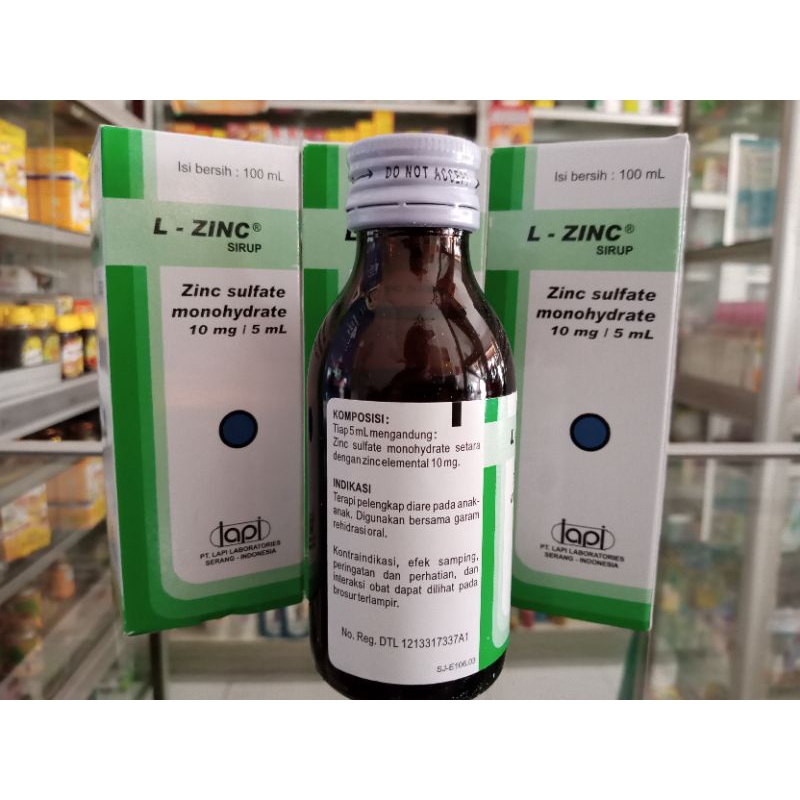 Isi bersih : 100 mL
L - ZINC®
SIRUP
Zinc sulfate
monohydrate
10 mg / 5 mL
lapi
PT. LAPI LABORATORIES
SERANG - INDONESIA
DO NOT ACCEP
KOMPOSISI :
Tiap 5 mL mengandung :
Zinc sulfate monohydrate setara
dengan zinc elemental 10 mg.
INDIKASI
Terapi pelengkap diare pada anak-
anak. Digunakan bersama garam
rehidrasi oral.
Kontraindikasi, efek samping,
peringatan dan perhatian, dan
interaksi obat dapat dilihat pada
brosur terlampir.
No. Reg. DTL 1213317337A1
SJ-E106.03
L
Isi bersih : 100 mL
L - ZINC®
SIRUP
Zinc sulfate
monohydrate
10 mg / 5 mL
lapi
PT. LAPI LABORATORIES
SERANG - INDONESIA